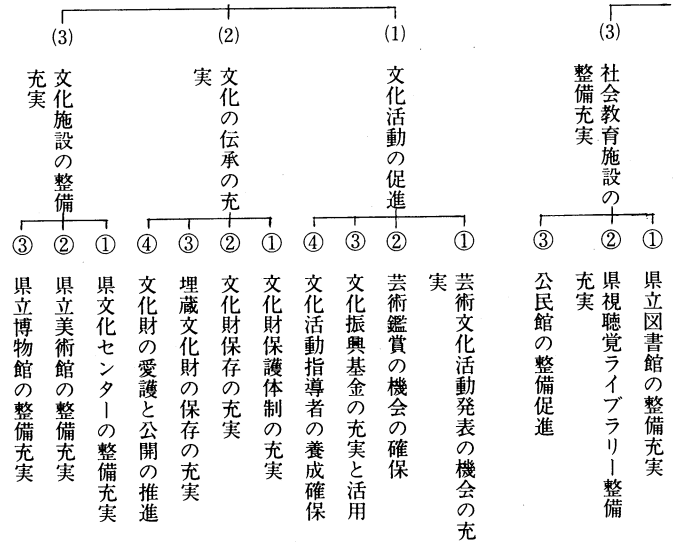 (3)
社会教育施設の
整備充実
①
県立図書館の整備充実
②
県視聴覚ライブラリー整備
充実
③
公民館の整備促進
(1)
文化活動の促進
①
芸術文化活動発表の機会の充
実
②
芸術鑑賞の機会の確保
③
文化振興基金の充実と活用
④
文化活動指導者の養成確保
(2)
文化の伝承の充
実
①
文化財保護体制の充実
②
文化財保存の充実
③
埋蔵文化財の保存の充実
④
文化財の愛護と公開の推進
(3)
文化施設の整備
充実
①
県文化センターの整備充実
②
県立美術館の整備充実
③
県立博物館の整備充実